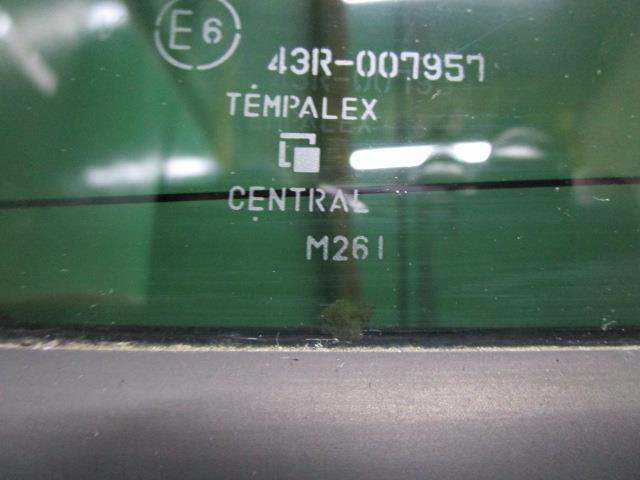 E6
43R-007957
TEMPALEX
CENTRAL
M261